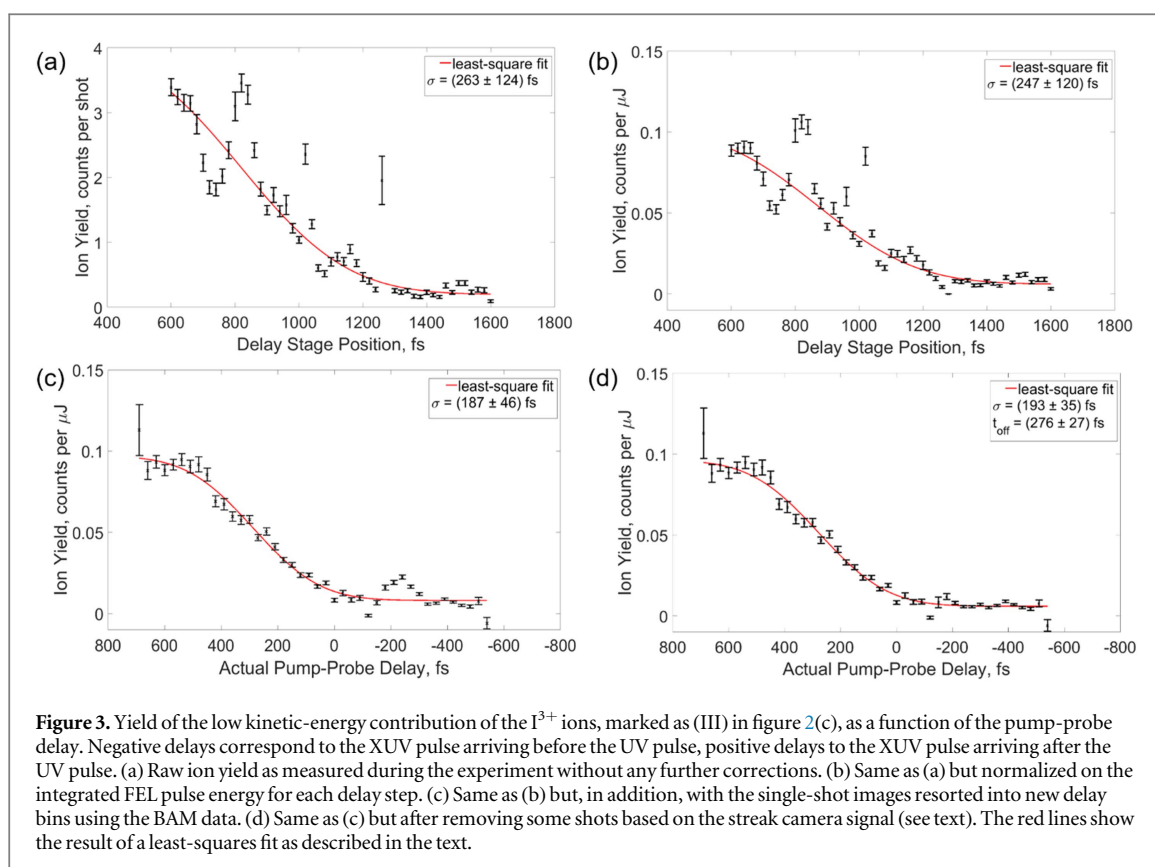 (a)
4
3
2
1
0
400 600 800 1000 1200 1400 1600 1800
Ion Yield, counts per shot
Delay Stage Position, fs
least-square fit
σ = (263 ± 124) fs
(b)
0.15
0.1
0.05
0
400 600 800 1000 1200 1400 1600 1800
Ion Yield, counts per μJ
Delay Stage Position, fs
least-square fit
σ = (247 ± 120) fs
(c)
0.15
0.1
0.05
0
800 600 400 200 0 -200 -400 -600 -800
Ion Yield, counts per μJ
Actual Pump-Probe Delay, fs
least-square fit
σ = (187 ± 46) fs
(d)
0.15
0.1
0.05
0
800 600 400 200 0 -200 -400 -600 -800
Ion Yield, counts per μJ
Actual Pump-Probe Delay, fs
least-square fit
σ = (193 ± 35) fs
t_off = (276 ± 27) fs
Figure 3. Yield of the low kinetic-energy contribution of the I³⁺ ions, marked as (III) in figure 2(c), as a function of the pump-probe
delay. Negative delays correspond to the XUV pulse arriving before the UV pulse, positive delays to the XUV pulse arriving after the
UV pulse. (a) Raw ion yield as measured during the experiment without any further corrections. (b) Same as (a) but normalized on the
integrated FEL pulse energy for each delay step. (c) Same as (b) but, in addition, with the single-shot images resorted into new delay
bins using the BAM data. (d) Same as (c) but after removing some shots based on the streak camera signal (see text). The red lines show
the result of a least-squares fit as described in the text.